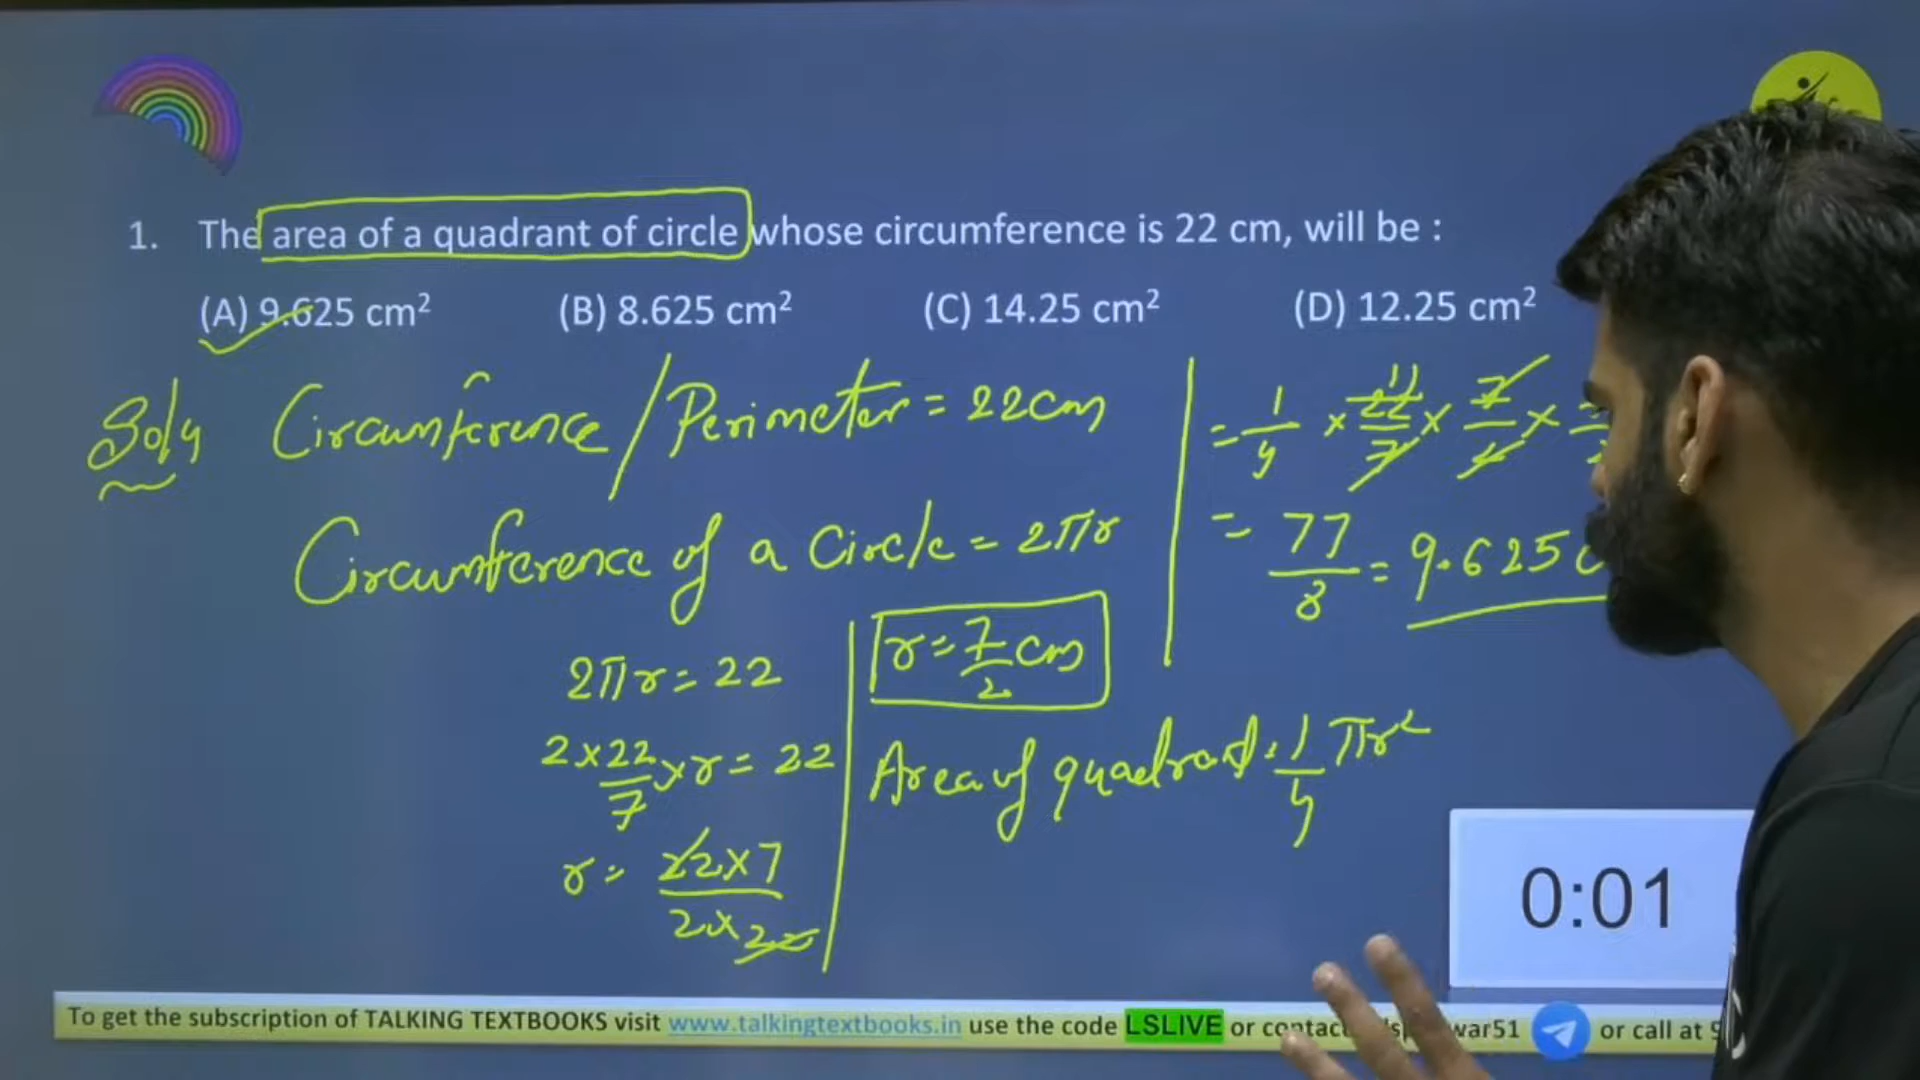 1. The area of a quadrant of circle whose circumference is 22 cm, will be :
(A) 9.625 cm² (B) 8.625 cm² (C) 14.25 cm² (D) 12.25 cm²
Soln Circumference / Perimeter = 22cm
Circumference of a Circle = 2πr
2πr = 22
2 × 22/7 × r = 22
r = 22×7 / 2×22
r = 7/2 cm
Area of quadrant = 1/4 πr²
= 1/4 × 22/7 × 7/2 ×
11
= 77/8 = 9.625
0:01
To get the subscription of TALKING TEXTBOOKS visit www.talkingtextbooks.in use the code LSLIVE or contact war51 or call at